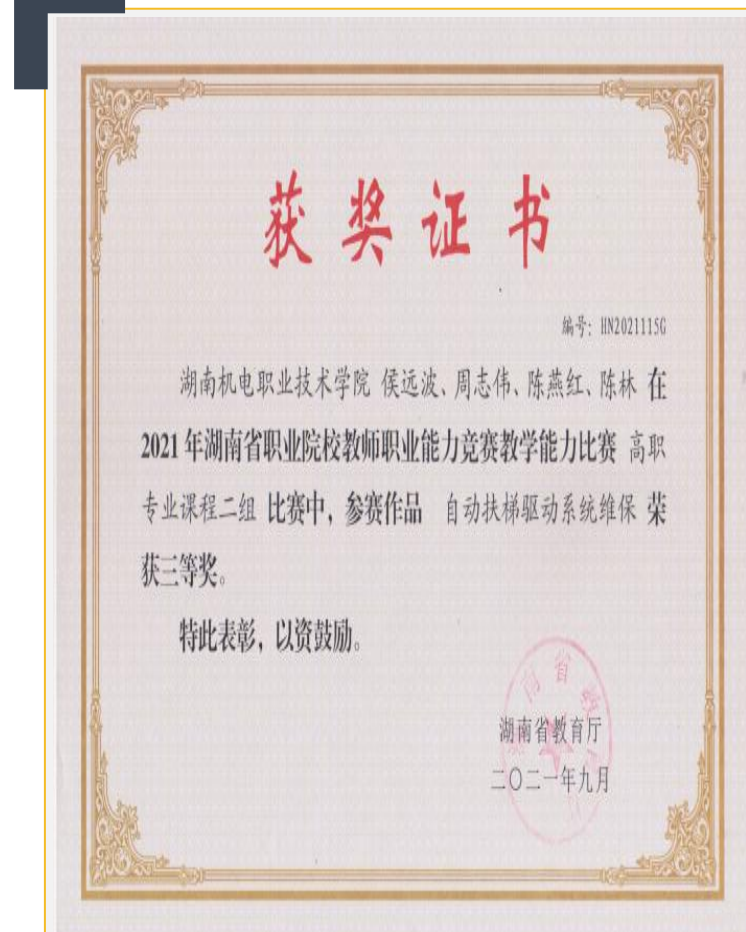 获奖证书
编号：HN2021115G
湖南机电职业技术学院 侯远波、周志伟、陈燕红、陈林 在
2021 年湖南省职业院校教师职业能力竞赛教学能力比赛 高职
专业课程二组 比赛中，参赛作品 自动扶梯驱动系统维保 荣
获三等奖。
特此表彰，以资鼓励。
湖南省教育厅
二〇二一年九月